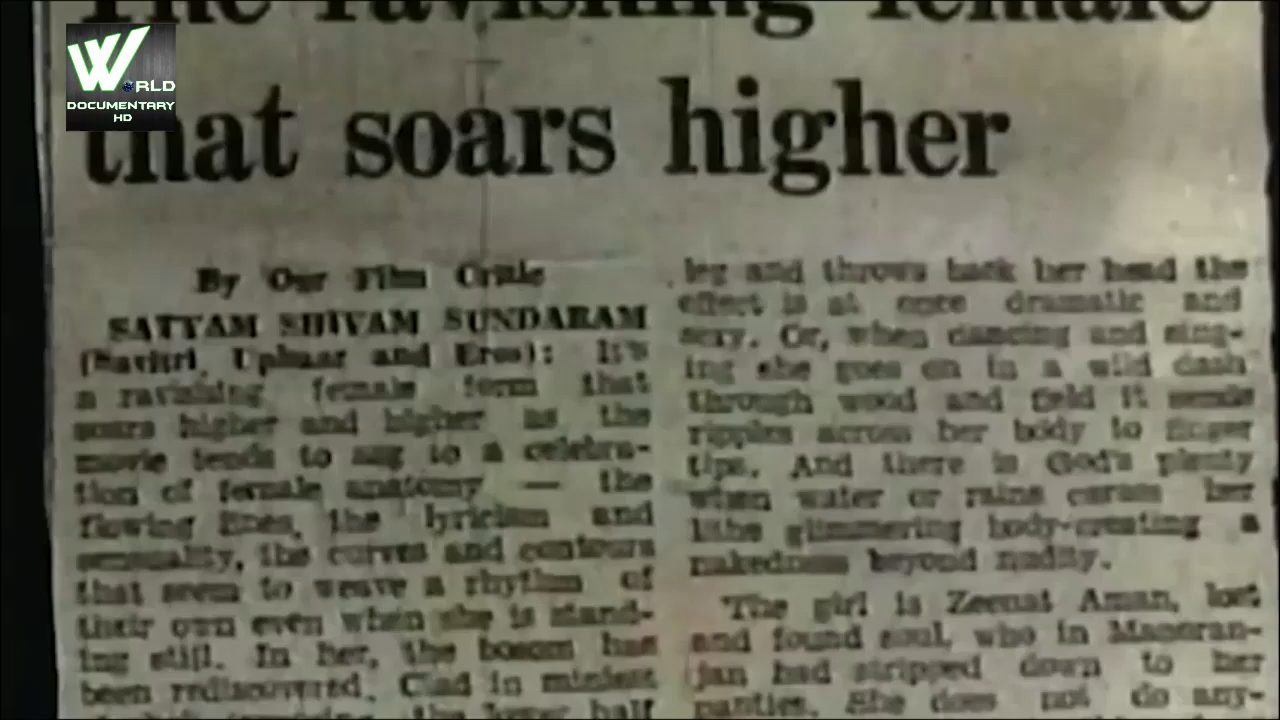 WORLD
DOCUMENTARY
HD
The ravishing female
that soars higher
By Our Film Critic
SATYAM SHIVAM SUNDARAM
(Savitri, Uphaar and Eros): It's
a ravishing female form that
soars higher and higher as the
movie tends to sag to a celebra-
tion of female anatomy — the
flowing lines, the lyricism and
sensuality, the curves and contours
that seem to weave a rhythm of
their own even when she is stand-
ing still. In her, the bosom has
been rediscovered. Clad in miniest
the lower half
leg and throws back her head the
effect is at once dramatic and
sexy. Or, when dancing and sing-
ing she goes on in a wild dash
through wood and field it sends
ripples across her body to finger
tips. And there is God's plenty
when water or rains caress her
lithe glimmering body-creating a
nakedness beyond nudity.
The girl is Zeenat Aman, lost
and found soul, who in Manoran-
jan had stripped down to her
panties. She does not do any-